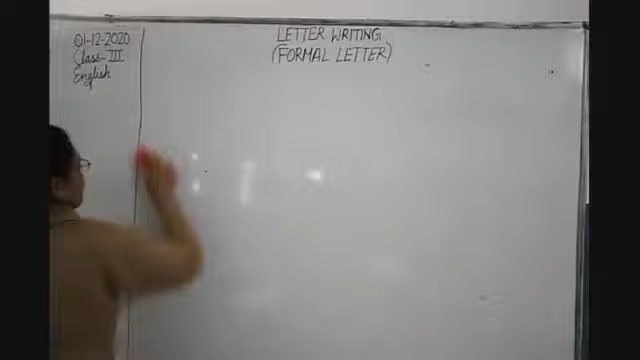 01-12-2020
Class-III
English
LETTER WRITING
(FORMAL LETTER)